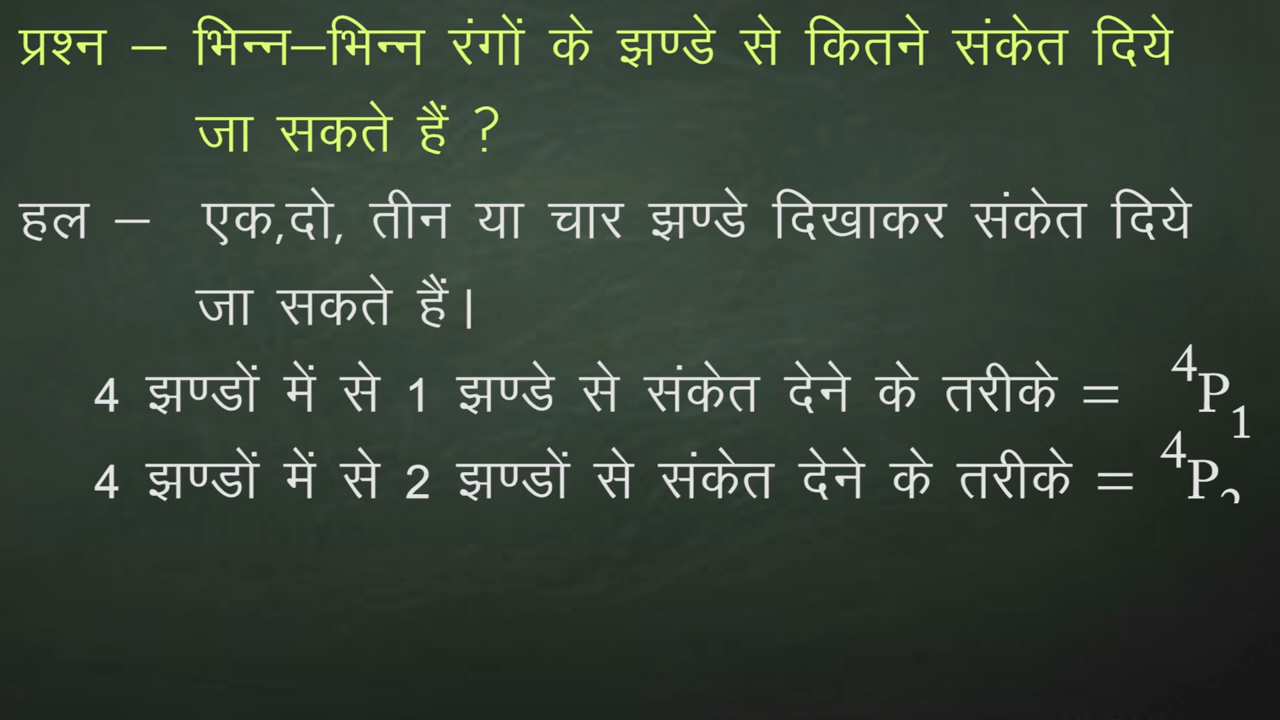 प्रश्न – भिन्न–भिन्न रंगों के झण्डे से कितने संकेत दिये
जा सकते हैं ?
हल – एक,दो, तीन या चार झण्डे दिखाकर संकेत दिये
जा सकते हैं।
4 झण्डों में से 1 झण्डे से संकेत देने के तरीके = ⁴P₁
4 झण्डों में से 2 झण्डों से संकेत देने के तरीके = ⁴P₂